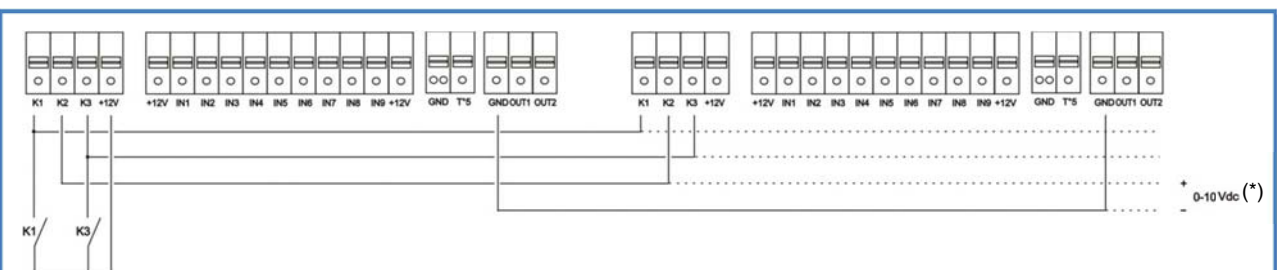 K1 K2 K3 +12V +12V IN1 IN2 IN3 IN4 IN5 IN6 IN7 IN8 IN9 +12V GND T°5 GND OUT1 OUT2 K1 K2 K3 +12V +12V IN1 IN2 IN3 IN4 IN5 IN6 IN7 IN8 IN9 +12V GND T°5 GND OUT1 OUT2
+
0-10 Vdc (*)
-
K1 K3